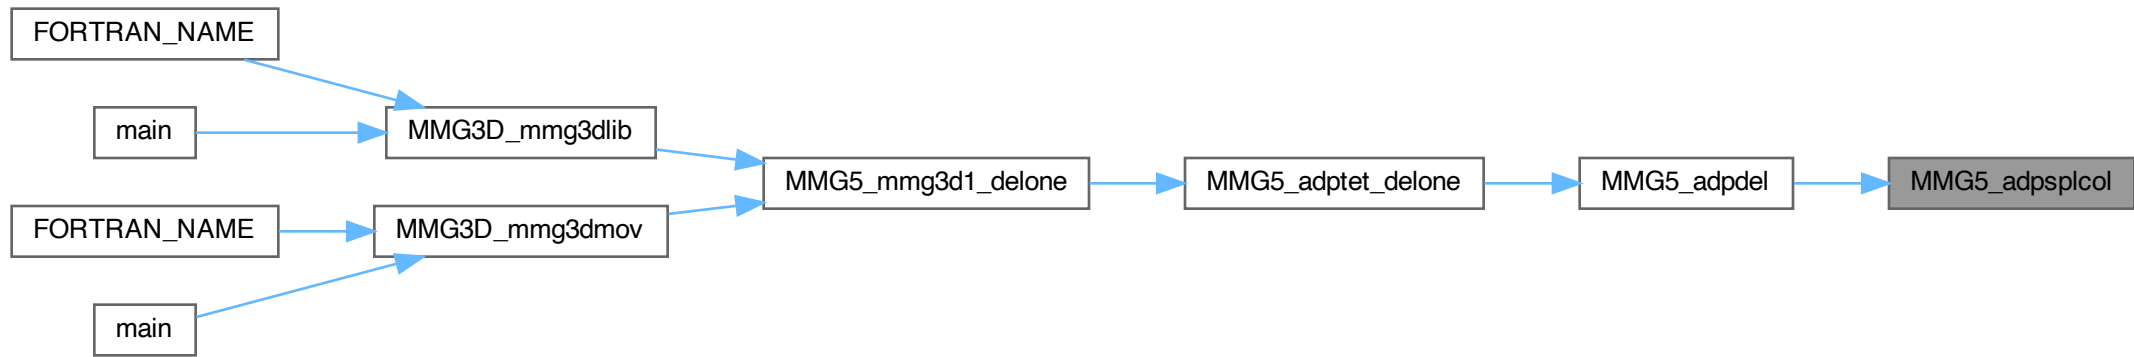 FORTRAN_NAME
main
MMG3D_mmg3dlib
MMG5_mmg3d1_delone
MMG5_adptet_delone
MMG5_adpdel
MMG5_adpsplcol
FORTRAN_NAME
MMG3D_mmg3dmov
main